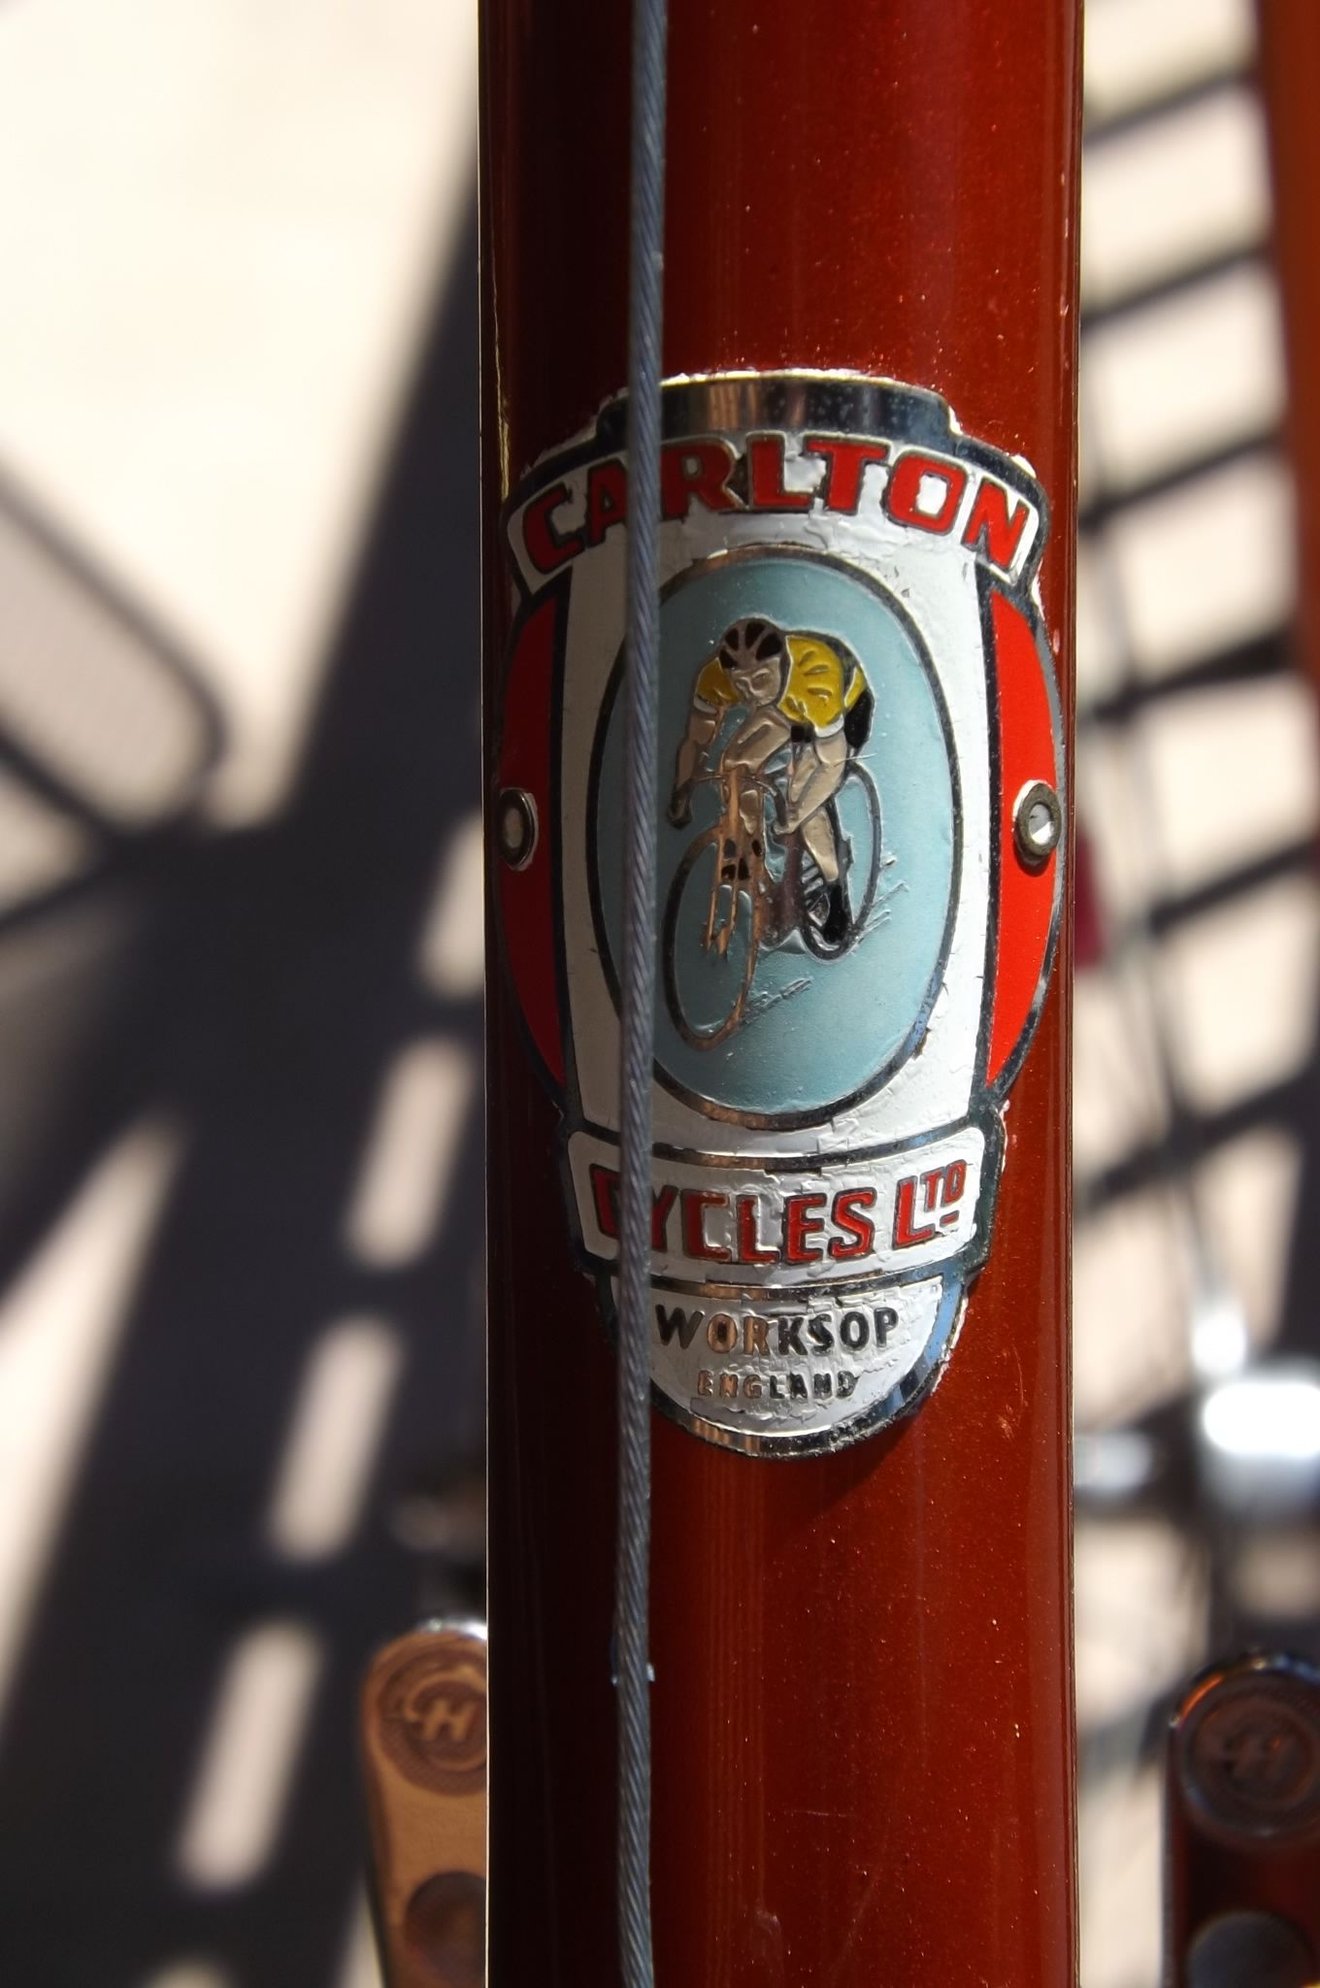 CARLTON
CYCLES LTD
WORKSOP
ENGLAND
H
H